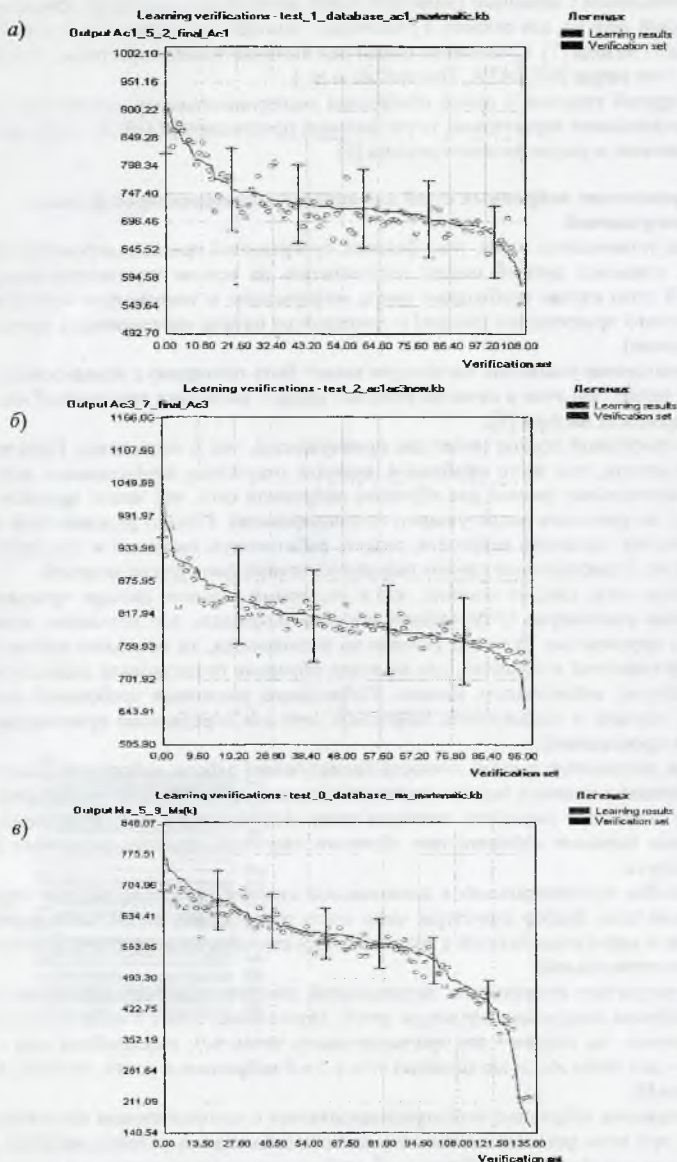 а)
Learning verifications - test_1_database_ac1_matematic.kb
Легенда:
Output Ac1_5_2_final_Ac1
Learning results
Verification set
1002.10
951.16
900.22
849.28
798.34
747.40
696.46
645.52
594.58
543.64
492.70
0.00 10.80 21.60 32.40 43.20 54.00 64.80 75.60 86.40 97.20 108.00
Verification set
б)
Learning verifications - test_2_ac1ac3new.kb
Легенда:
Output Ac3_7_final_Ac3
Learning results
Verification set
1166.00
1107.98
1049.98
991.97
933.96
875.95
817.94
759.93
701.92
643.91
585.90
0.00 9.60 19.20 28.80 38.40 48.00 57.60 67.20 76.80 86.40 96.00
Verification set
в)
Learning verifications - test_0_database_ms_matematic.kb
Легенда:
Output Ms_5_9_Ms(k)
Learning results
Verification set
846.07
775.51
704.96
634.41
563.85
493.30
422.75
352.19
281.64
211.09
140.54
0.00 13.50 27.00 40.50 54.00 67.50 81.00 94.50 108.00 121.50 135.00
Verification set